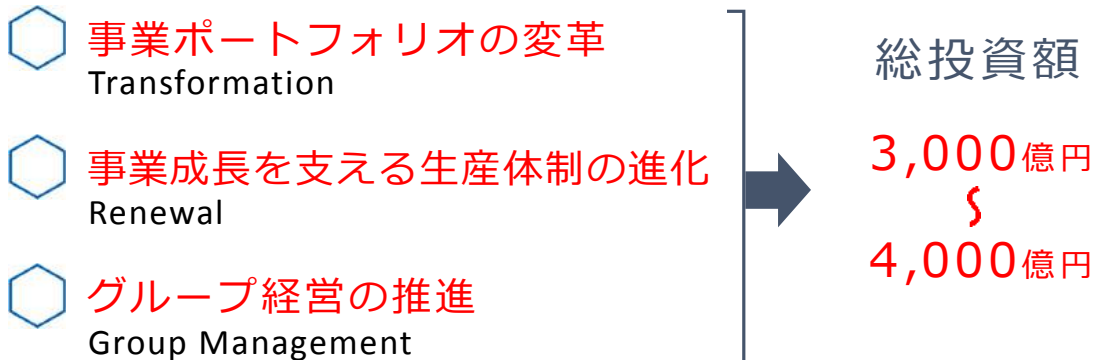 事業ポートフォリオの変革
Transformation
事業成長を支える生産体制の進化
Renewal
グループ経営の推進
Group Management
総投資額
3,000億円
〜
4,000億円